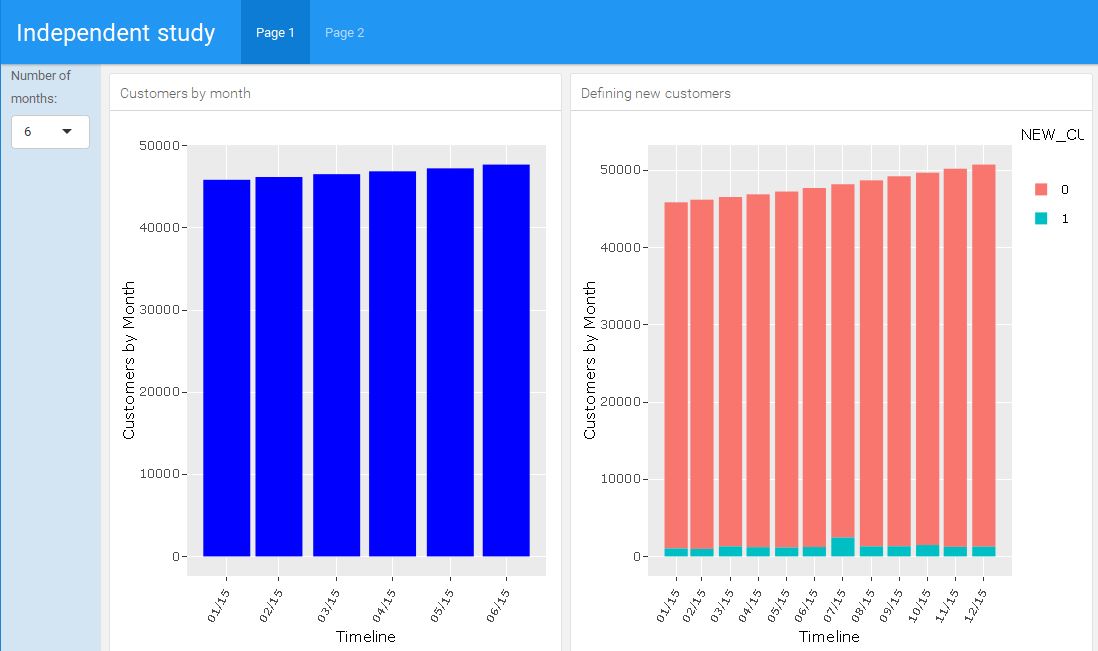 Independent study
Page 1
Page 2
Number of
months:
6
Customers by month
50000
40000
30000
20000
10000
0
Customers by Month
01/15
02/15
03/15
04/15
05/15
06/15
Timeline
Defining new customers
NEW_CU
0
1
50000
40000
30000
20000
10000
0
Customers by Month
01/15
02/15
03/15
04/15
05/15
06/15
07/15
08/15
09/15
10/15
11/15
12/15
Timeline